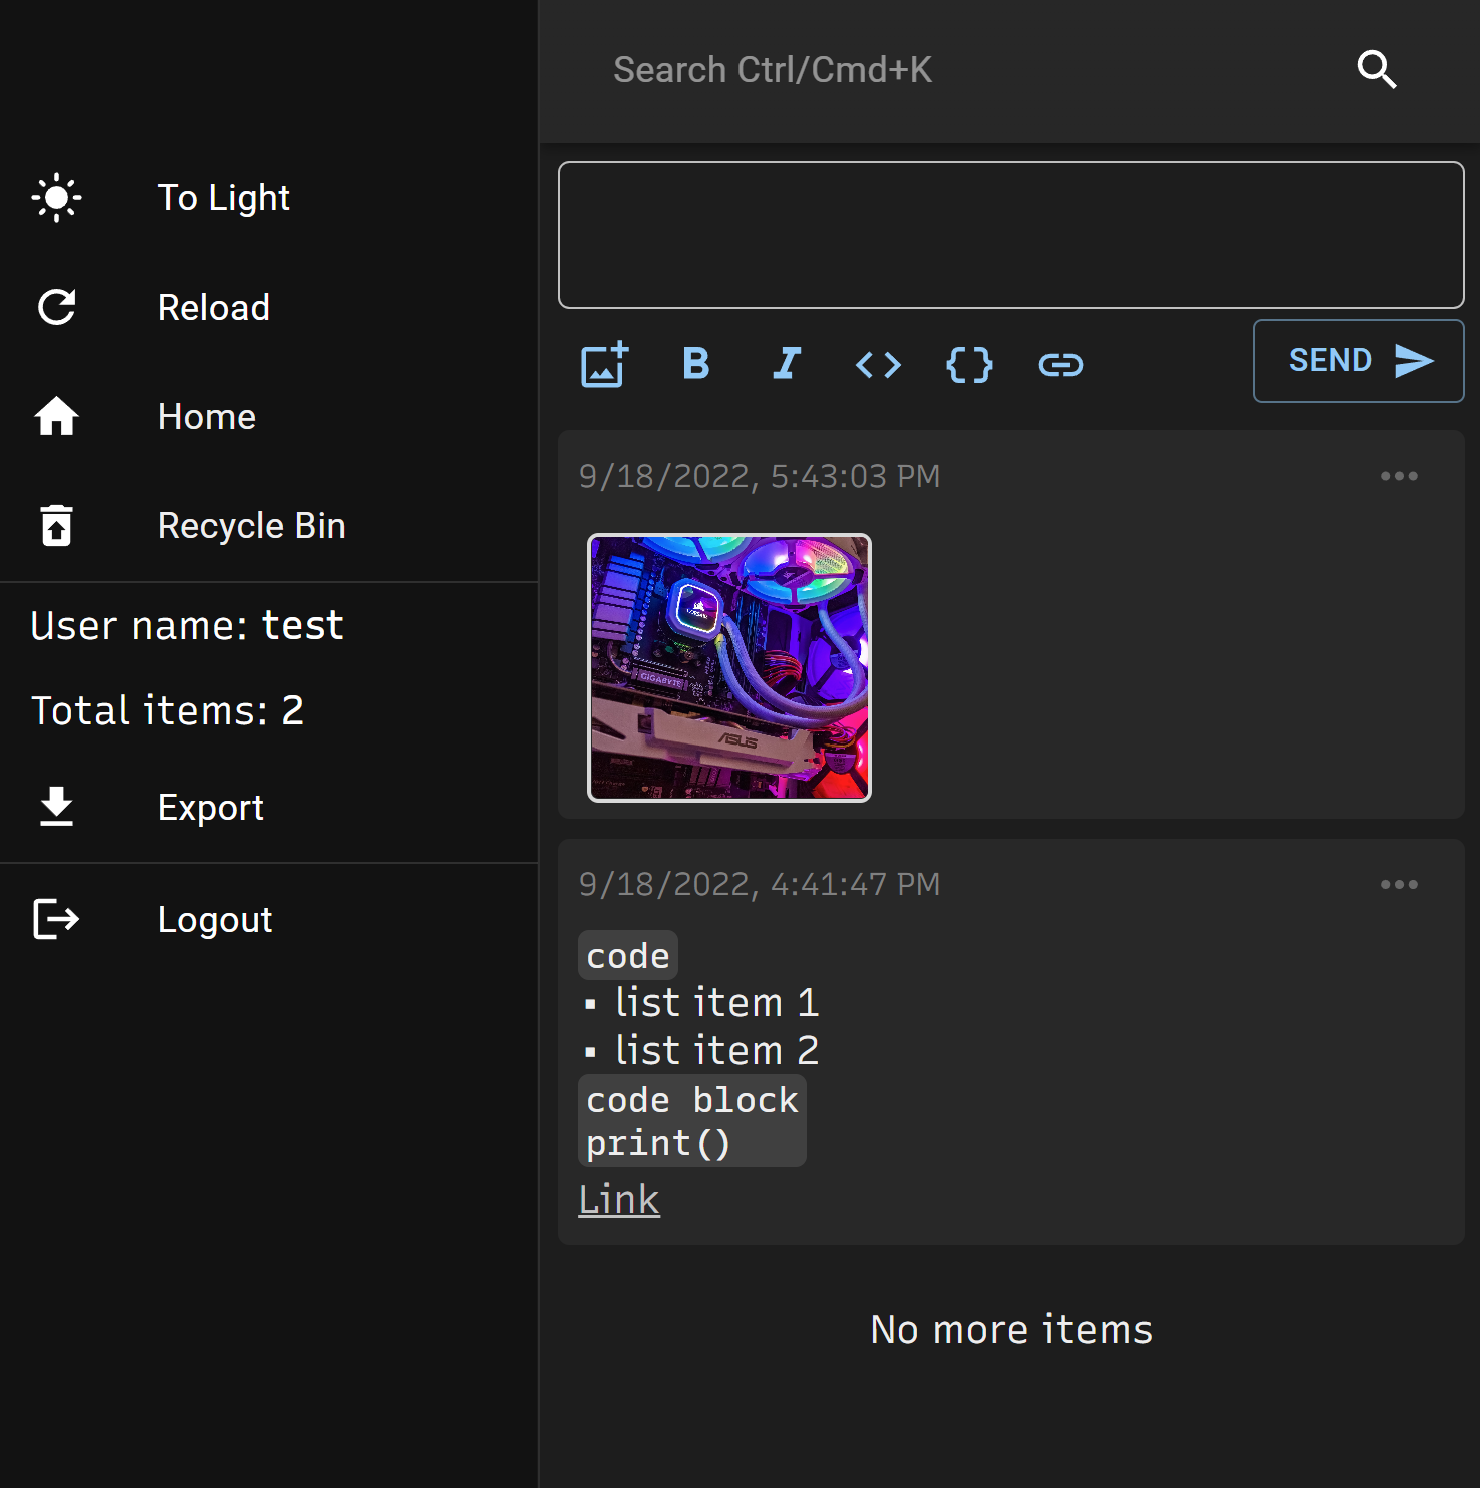 Search Ctrl/Cmd+K
To Light
Reload
Home
Recycle Bin
User name: test
Total items: 2
Export
Logout
B
I
SEND
9/18/2022, 5:43:03 PM
GIGABYTE
ASUS
9/18/2022, 4:41:47 PM
code
▪ list item 1
▪ list item 2
code block
print()
Link
No more items